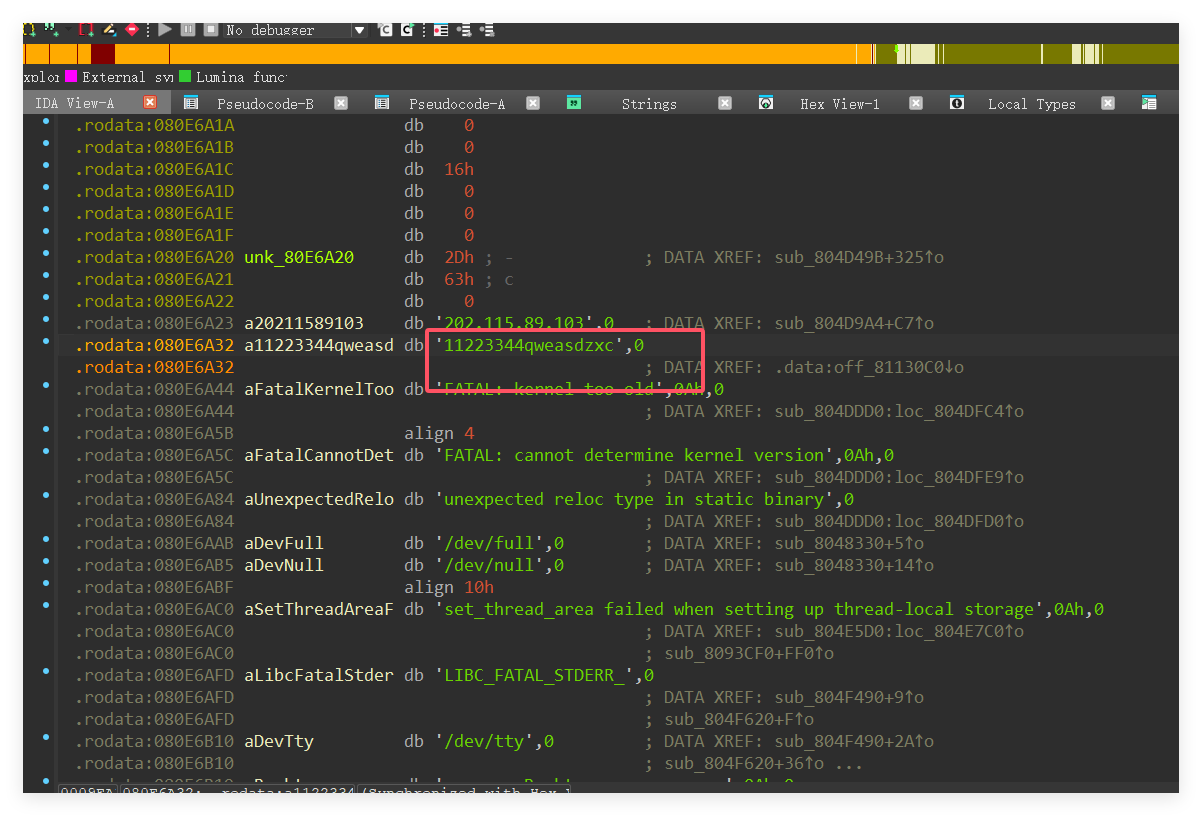 No debugger
External sy
Lumina func
IDA View-A Pseudocode-B Pseudocode-A Strings Hex View-1 Local Types
.rodata:080E6A1A db 0
.rodata:080E6A1B db 0
.rodata:080E6A1C db 16h
.rodata:080E6A1D db 0
.rodata:080E6A1E db 0
.rodata:080E6A1F db 0
.rodata:080E6A20 unk_80E6A20 db 2Dh ; - ; DATA XREF: sub_804D49B+325↑o
.rodata:080E6A21 db 63h ; c
.rodata:080E6A22 db 0
.rodata:080E6A23 a20211589103 db '202.115.89.103',0 ; DATA XREF: sub_804D9A4+C7↑o
.rodata:080E6A32 a11223344qweasd db '11223344qweasdzxc',0
.rodata:080E6A32 ; DATA XREF: .data:off_81130C0↓o
.rodata:080E6A44 aFatalKernelToo db 'FATAL: kernel too old',0Ah,0
.rodata:080E6A44 ; DATA XREF: sub_804DDD0:loc_804DFC4↑o
.rodata:080E6A5B align 4
.rodata:080E6A5C aFatalCannotDet db 'FATAL: cannot determine kernel version',0Ah,0
.rodata:080E6A5C ; DATA XREF: sub_804DDD0:loc_804DFE9↑o
.rodata:080E6A84 aUnexpectedRelo db 'unexpected reloc type in static binary',0
.rodata:080E6A84 ; DATA XREF: sub_804DDD0:loc_804DFD0↑o
.rodata:080E6AAB aDevFull db '/dev/full',0 ; DATA XREF: sub_8048330+5↑o
.rodata:080E6AB5 aDevNull db '/dev/null',0 ; DATA XREF: sub_8048330+14↑o
.rodata:080E6ABF align 10h
.rodata:080E6AC0 aSetThreadAreaF db 'set_thread_area failed when setting up thread-local storage',0Ah,0
.rodata:080E6AC0 ; DATA XREF: sub_804E5D0:loc_804E7C0↑o
.rodata:080E6AC0 ; sub_8093CF0+FF0↑o
.rodata:080E6AFD aLibcFatalStder db 'LIBC_FATAL_STDERR_',0
.rodata:080E6AFD ; DATA XREF: sub_804F490+9↑o
.rodata:080E6AFD ; sub_804F620+F↑o
.rodata:080E6B10 aDevTty db '/dev/tty',0 ; DATA XREF: sub_804F490+2A↑o
.rodata:080E6B10 ; sub_804F620+36↑o ...